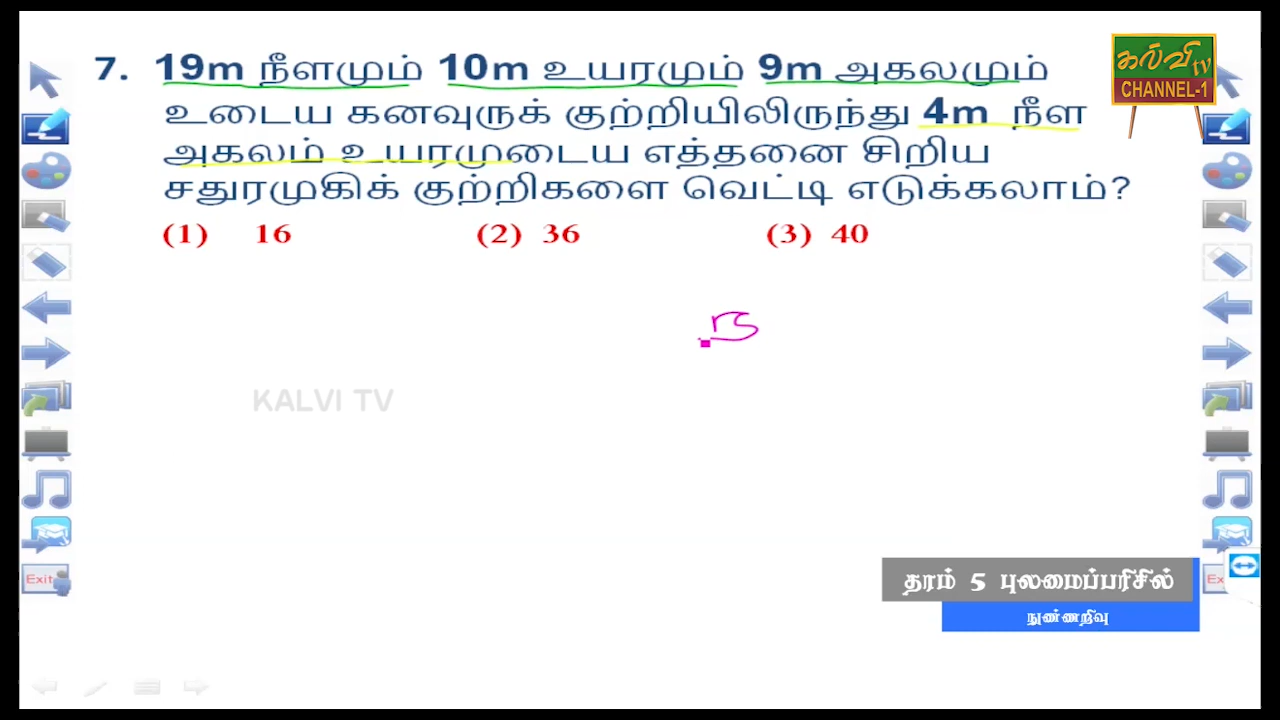 7. 19m நீளமும் 10m உயரமும் 9m அகலமும்
உடைய கனவுருக் குற்றியிலிருந்து 4m நீள
அகலம் உயரமுடைய எத்தனை சிறிய
சதுரமுகிக் குற்றிகளை வெட்டி எடுக்கலாம்?
(1) 16 (2) 36 (3) 40
கல்வி tv
CHANNEL-1
KALVI TV
தரம் 5 புலமைப்பரிசில்
நுண்ணறிவு
Exit